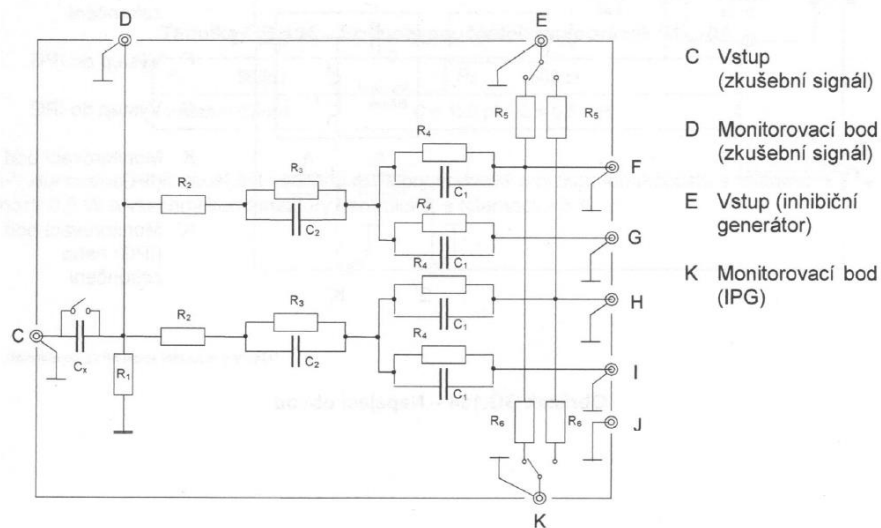 D
E
R₅
R₅
R₄
F
R₃
C₁
R₂
R₄
C₂
G
C₁
R₄
R₃
H
R₂
C₁
C
R₄
Cₓ
C₂
R₁
I
C₁
R₆
R₆
J
K
C Vstup
(zkušební signál)
D Monitorovací bod
(zkušební signál)
E Vstup (inhibiční
generátor)
K Monitorovací bod
(IPG)